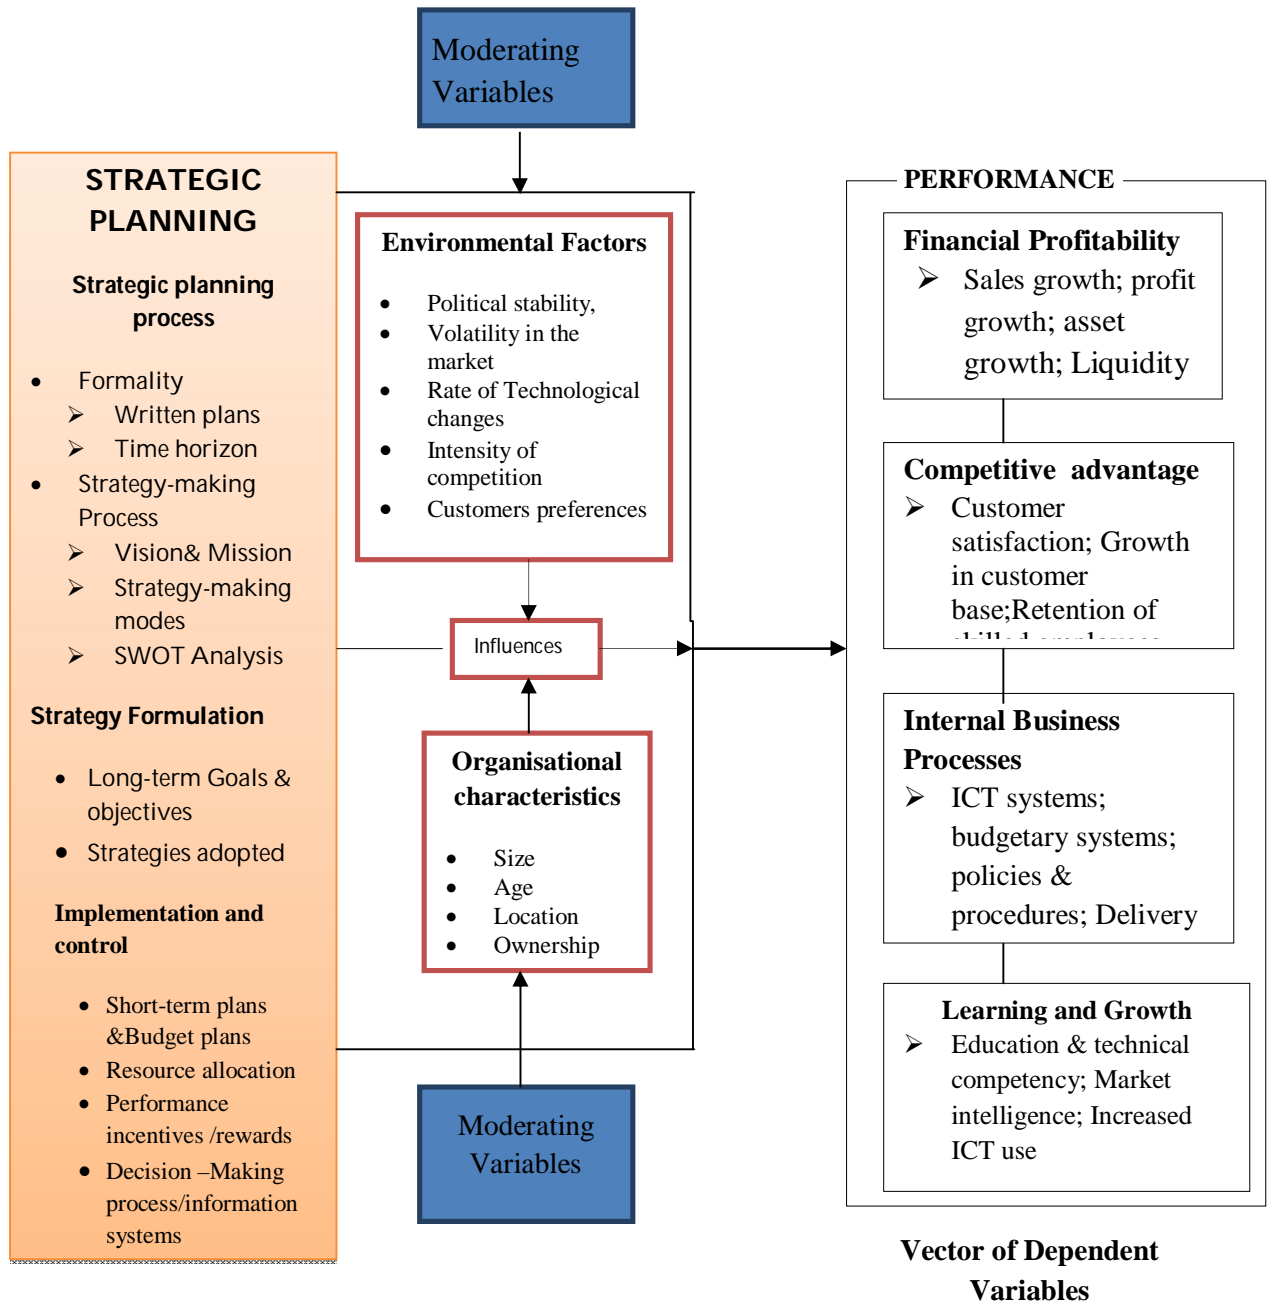 Moderating
Variables
STRATEGIC
PLANNING
Strategic planning
process
• Formality
➢ Written plans
➢ Time horizon
• Strategy-making
Process
➢ Vision& Mission
➢ Strategy-making
modes
➢ SWOT Analysis
Strategy Formulation
• Long-term Goals &
objectives
• Strategies adopted
Implementation and
control
• Short-term plans
&Budget plans
• Resource allocation
• Performance
incentives /rewards
• Decision –Making
process/information
systems
Environmental Factors
• Political stability,
• Volatility in the
market
• Rate of Technological
changes
• Intensity of
competition
• Customers preferences
Influences
Organisational
characteristics
• Size
• Age
• Location
• Ownership
Moderating
Variables
PERFORMANCE
Financial Profitability
➢ Sales growth; profit
growth; asset
growth; Liquidity
Competitive advantage
➢ Customer
satisfaction; Growth
in customer
base;Retention of
Internal Business
Processes
➢ ICT systems;
budgetary systems;
policies &
procedures; Delivery
Learning and Growth
➢ Education & technical
competency; Market
intelligence; Increased
ICT use
Vector of Dependent
Variables